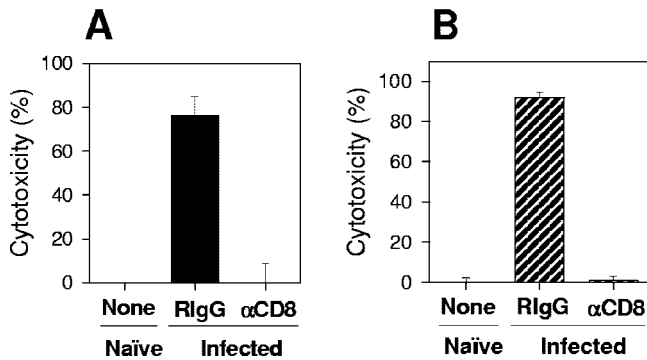 A
Cytotoxicity (%)
100
80
60
40
20
0
None RIgG αCD8
Naïve Infected
B
Cytotoxicity (%)
100
80
60
40
20
0
None RIgG αCD8
Naïve Infected